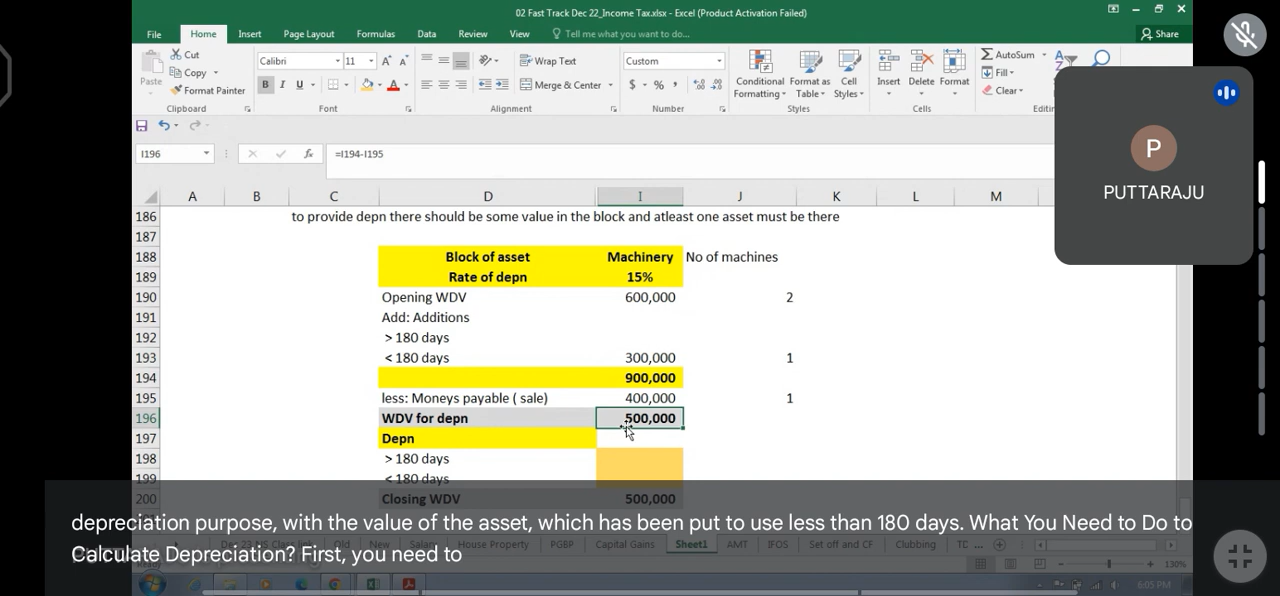 02 Fast Track Dec 22_Income Tax.xlsx - Excel (Product Activation Failed)
File Home Insert Page Layout Formulas Data Review View Tell me what you want to do... Share
Paste Cut Calibri 11 Wrap Text Custom Conditional Formatting Format as Table Cell Styles Insert Delete Format AutoSum
Copy Fill
Format Painter B I U Merge & Center $ % Clear
Clipboard Font Alignment Number Styles Cells
I196 fx =I194-I195
P
PUTTARAJU
A B C D I J K L M
186 to provide depn there should be some value in the block and atleast one asset must be there
187
188 Block of asset Machinery No of machines
189 Rate of depn 15%
190 Opening WDV 600,000 2
191 Add: Additions
192 > 180 days
193 < 180 days 300,000 1
194 900,000
195 less: Moneys payable ( sale) 400,000 1
196 WDV for depn 500,000
197 Depn
198 > 180 days
199 < 180 days
200 Closing WDV 500,000
depreciation purpose, with the value of the asset, which has been put to use less than 180 days. What You Need to Do to
Calculate Depreciation? First, you need to
House Property PGBP Capital Gains Sheet1 AMT IFOS Set off and CF Clubbing
130%
6:05 PM